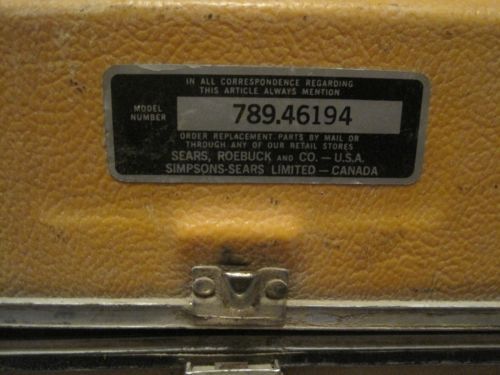 IN ALL CORRESPONDENCE REGARDING
THIS ARTICLE ALWAYS MENTION
MODEL
NUMBER
789.46194
ORDER REPLACEMENT PARTS BY MAIL OR
THROUGH ANY OF OUR RETAIL STORES
SEARS, ROEBUCK AND CO. — U.S.A.
SIMPSONS-SEARS LIMITED — CANADA